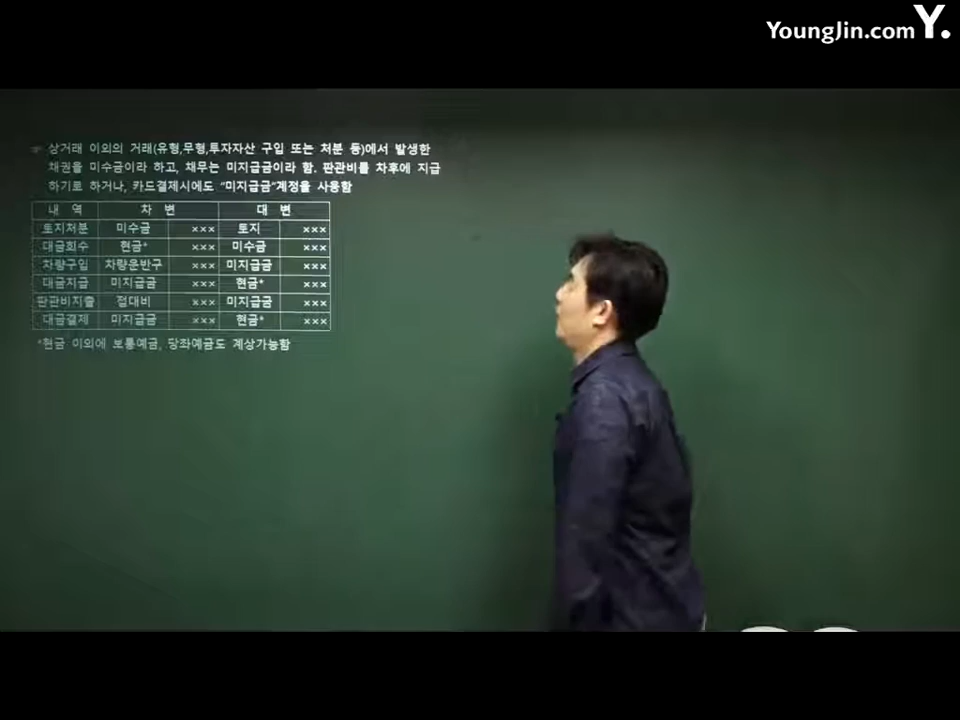 YoungJin.com Y.
상거래 이외의 거래(유형,무형,투자자산 구입 또는 처분 등)에서 발생한
채권을 미수금이라 하고, 채무는 미지급금이라 함. 판관비를 차후에 지급
하기로 하거나, 카드결제시에도 "미지급금"계정을 사용함
내 역 차 변 대 변
토지처분 미수금 ××× 토지 ×××
대금회수 현금* ××× 미수금 ×××
차량구입 차량운반구 ××× 미지급금 ×××
대금지급 미지급금 ××× 현금* ×××
판관비지출 접대비 ××× 미지급금 ×××
대금결제 미지급금 ××× 현금* ×××
*현금 이외에 보통예금, 당좌예금도 계상가능함